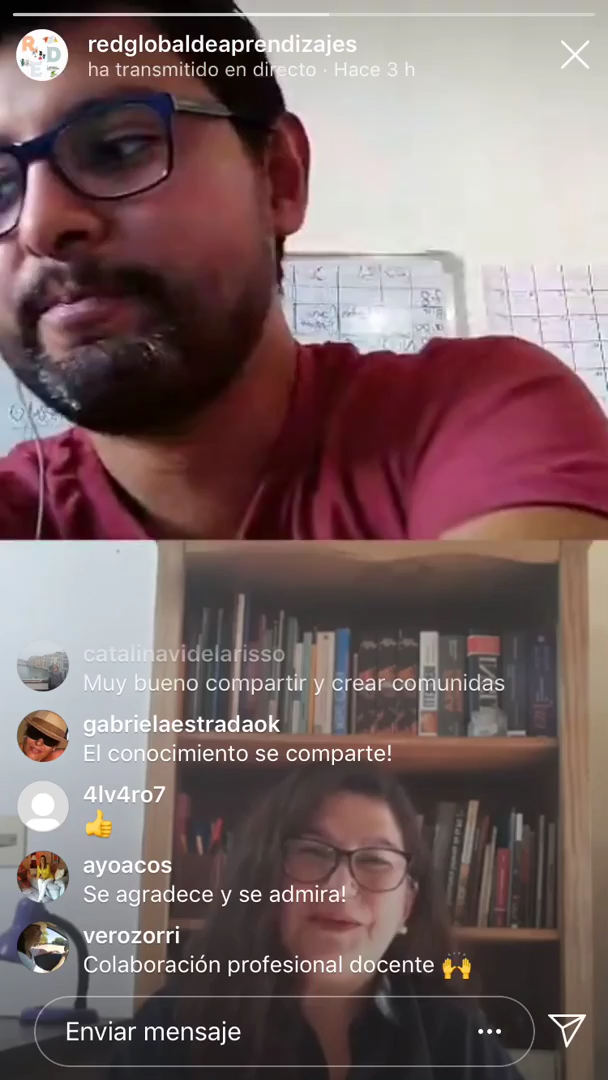 redglobaldeaprendizajes
ha transmitido en directo · Hace 3 h
catalinavidelarisso
Muy bueno compartir y crear comunidas
gabrielaestradaok
El conocimiento se comparte!
4lv4ro7
👍
ayoacos
Se agradece y se admira!
verozorri
Colaboración profesional docente 🙌
Enviar mensaje